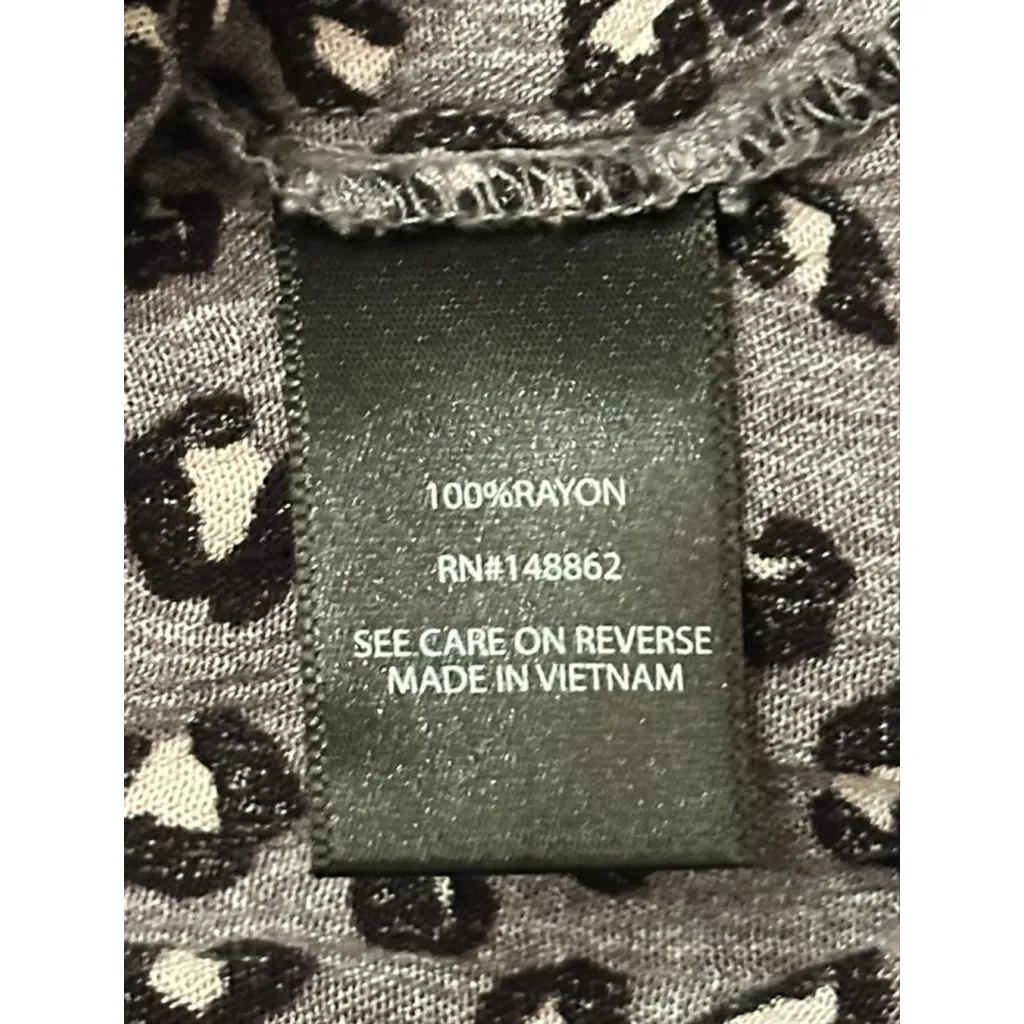 100%RAYON
RN#148862
SEE CARE ON REVERSE
MADE IN VIETNAM